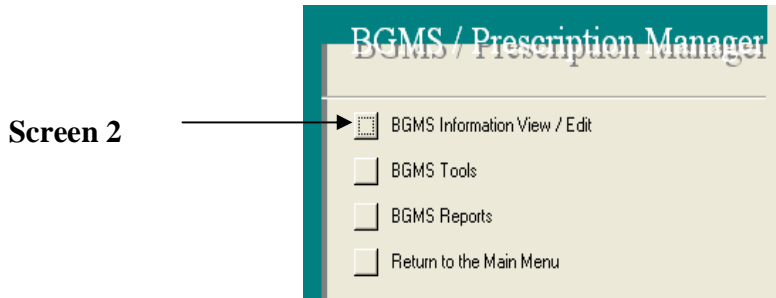 BGMS / Prescription Manager
Screen 2
BGMS Information View / Edit
BGMS Tools
BGMS Reports
Return to the Main Menu